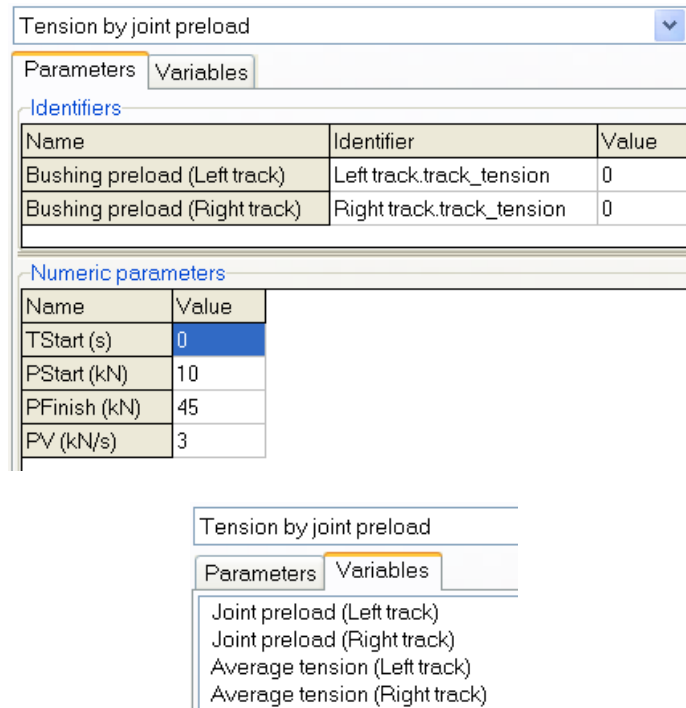 Tension by joint preload
Parameters Variables
Identifiers
Name Identifier Value
Bushing preload (Left track) Left track.track_tension 0
Bushing preload (Right track) Right track.track_tension 0
Numeric parameters
Name Value
TStart (s) 0
PStart (kN) 10
PFinish (kN) 45
PV (kN/s) 3
Tension by joint preload
Parameters Variables
Joint preload (Left track)
Joint preload (Right track)
Average tension (Left track)
Average tension (Right track)